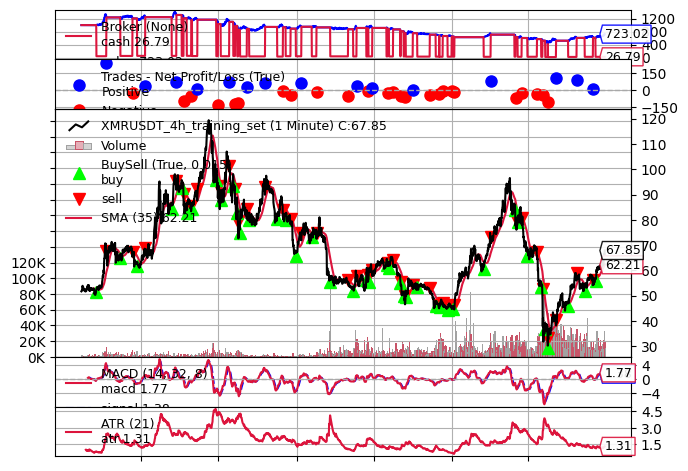 Broker (None)
cash 26.79
1200
800
400
0
723.02
26.79
Trades - Net Profit/Loss (True)
Positive
Negative
150
0
−150
XMRUSDT_4h_training_set (1 Minute) C:67.85
Volume
BuySell (True, 0.015)
buy
sell
SMA (35) 62.21
120
110
100
90
80
70
60
50
40
30
67.85
62.21
120K
100K
80K
60K
40K
20K
0K
MACD (14, 32, 8)
macd 1.77
signal 1.39
4
0
−4
1.77
ATR (21)
atr 1.31
4.5
3.0
1.5
1.31